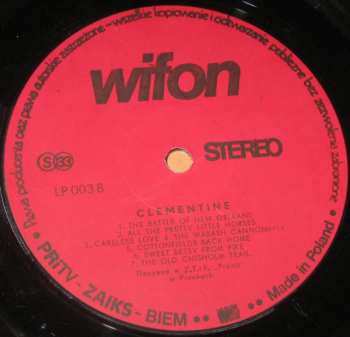 Prawa producenta oraz prawa autorskie zastrzeżone - wszelkie kopiowanie i odtwarzanie publiczne bez zezwolenia zabronione
wifon
S 33
STEREO
LP 003 B
CLEMENTINE
1. THE BATTLE OF NEW ORLEANS
2. ALL THE PRETTY LITTLE HORSES
3. CARELESS LOVE 4. THE WABASH CANNONBALL
5. COTTONFIELDS BACK HOME
6. SWEET BETSY FROM PIKE
7. THE OLD CHISHOLM TRAIL
PRITV - ZAIKS - BIEM
Made in Poland